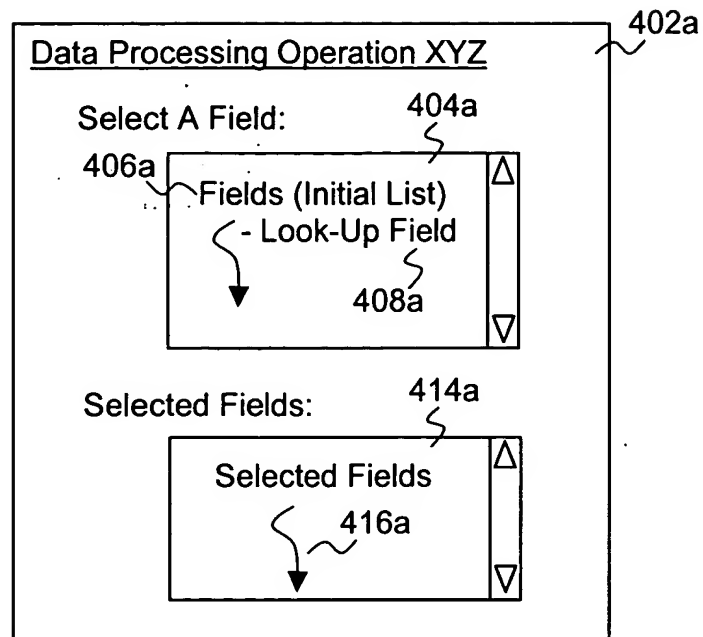 402a
Data Processing Operation XYZ
Select A Field:
404a
406a
Fields (Initial List)
- Look-Up Field
408a
Selected Fields:
414a
Selected Fields
416a